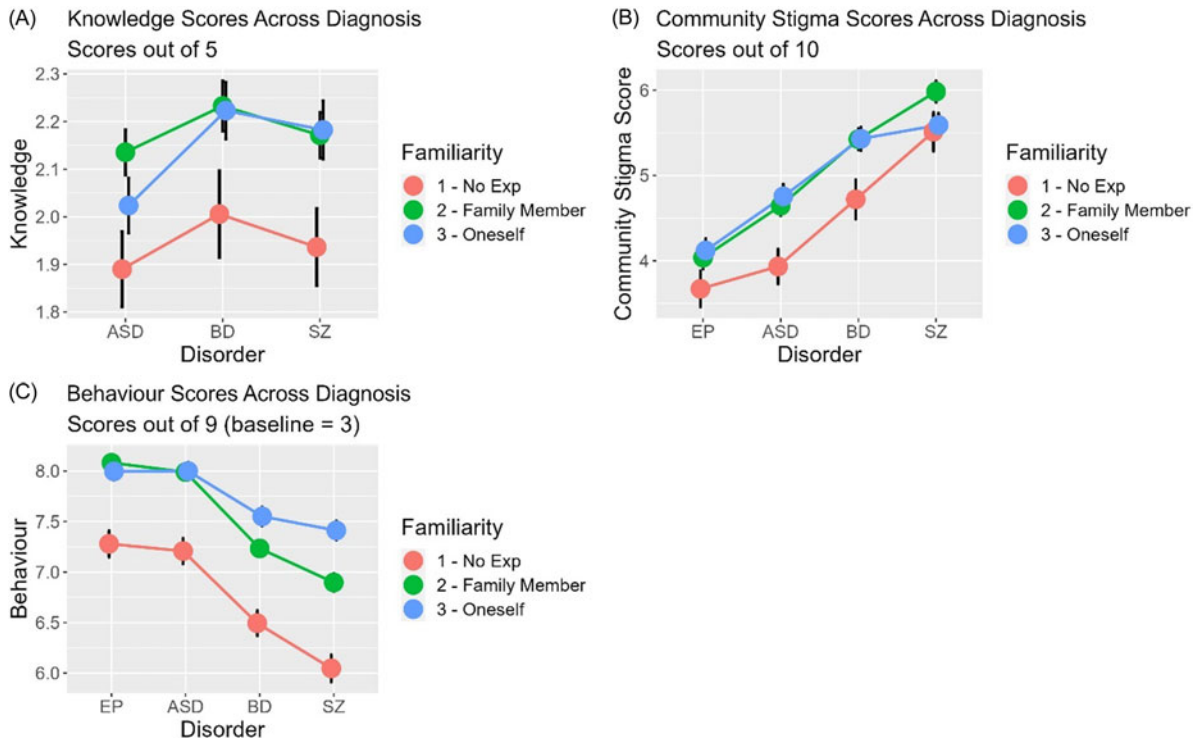 (A) Knowledge Scores Across Diagnosis
Scores out of 5
2.3
2.2
2.1
2.0
1.9
1.8
Knowledge
ASD BD SZ
Disorder
Familiarity
1 - No Exp
2 - Family Member
3 - Oneself
(B) Community Stigma Scores Across Diagnosis
Scores out of 10
6
5
4
Community Stigma Score
EP ASD BD SZ
Disorder
Familiarity
1 - No Exp
2 - Family Member
3 - Oneself
(C) Behaviour Scores Across Diagnosis
Scores out of 9 (baseline = 3)
8.0
7.5
7.0
6.5
6.0
Behaviour
EP ASD BD SZ
Disorder
Familiarity
1 - No Exp
2 - Family Member
3 - Oneself